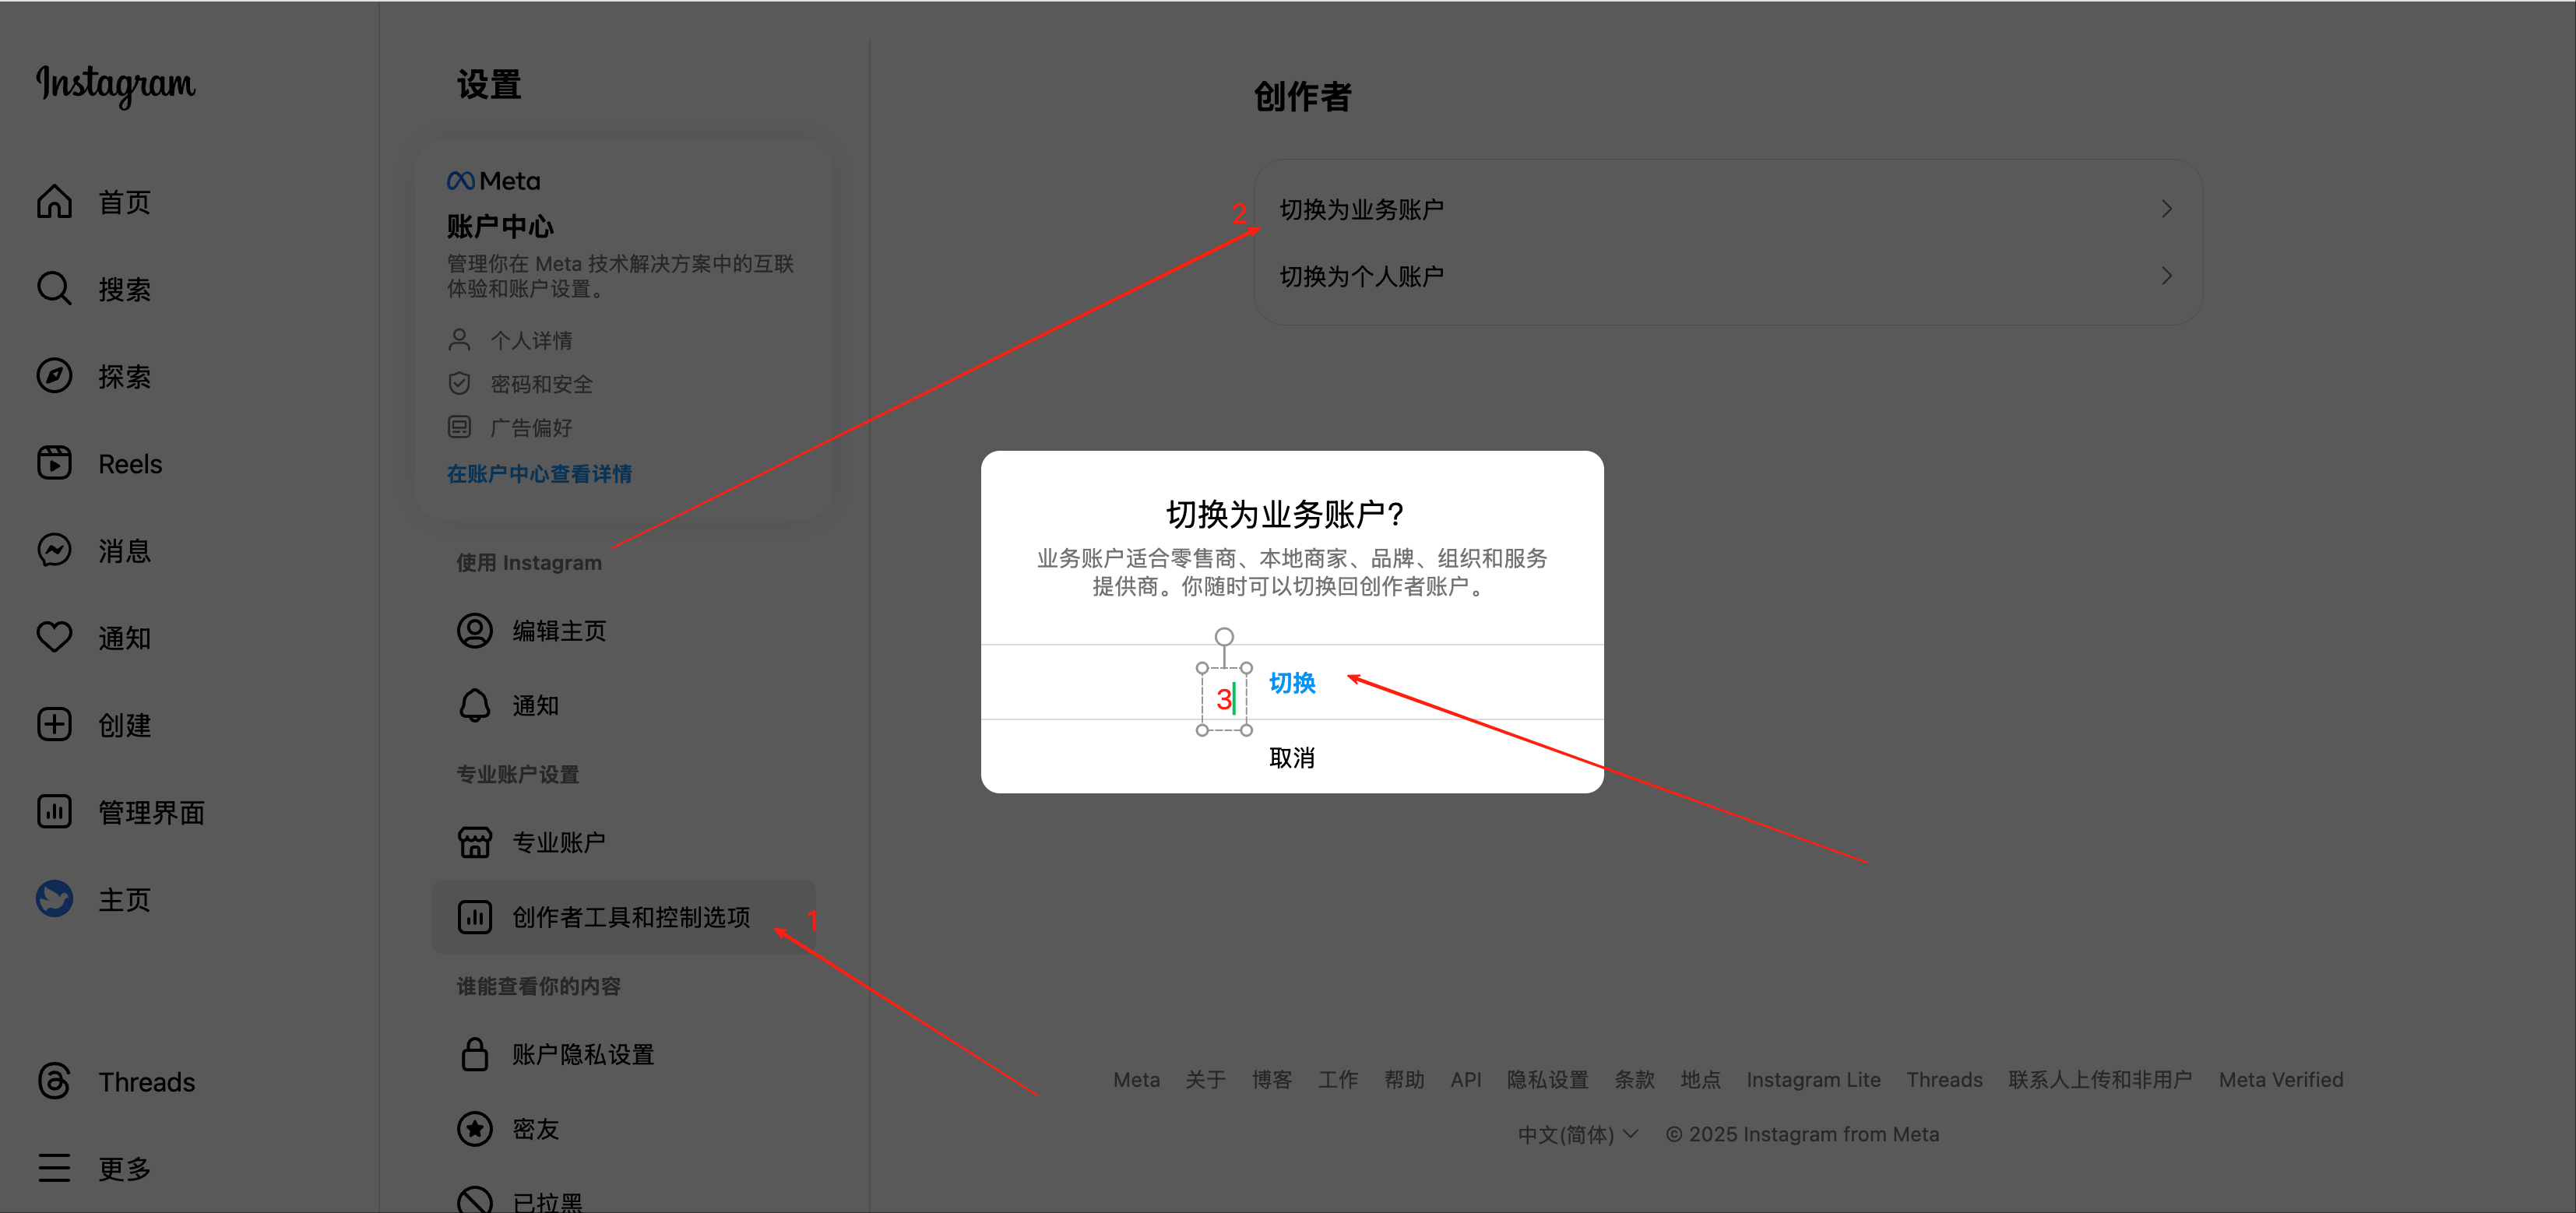 Instagram
首页
搜索
探索
Reels
消息
通知
创建
管理界面
主页
Threads
更多
设置
Meta
账户中心
管理你在 Meta 技术解决方案中的互联
体验和账户设置。
个人详情
密码和安全
广告偏好
在账户中心查看详情
使用 Instagram
编辑主页
通知
专业账户设置
专业账户
创作者工具和控制选项 1
谁能查看你的内容
账户隐私设置
密友
已拉黑
创作者
2 切换为业务账户
切换为个人账户
切换为业务账户?
业务账户适合零售商、本地商家、品牌、组织和服务
提供商。你随时可以切换回创作者账户。
3 切换
取消
Meta 关于 博客 工作 帮助 API 隐私设置 条款 地点 Instagram Lite Threads 联系人上传和非用户 Meta Verified
中文(简体) © 2025 Instagram from Meta